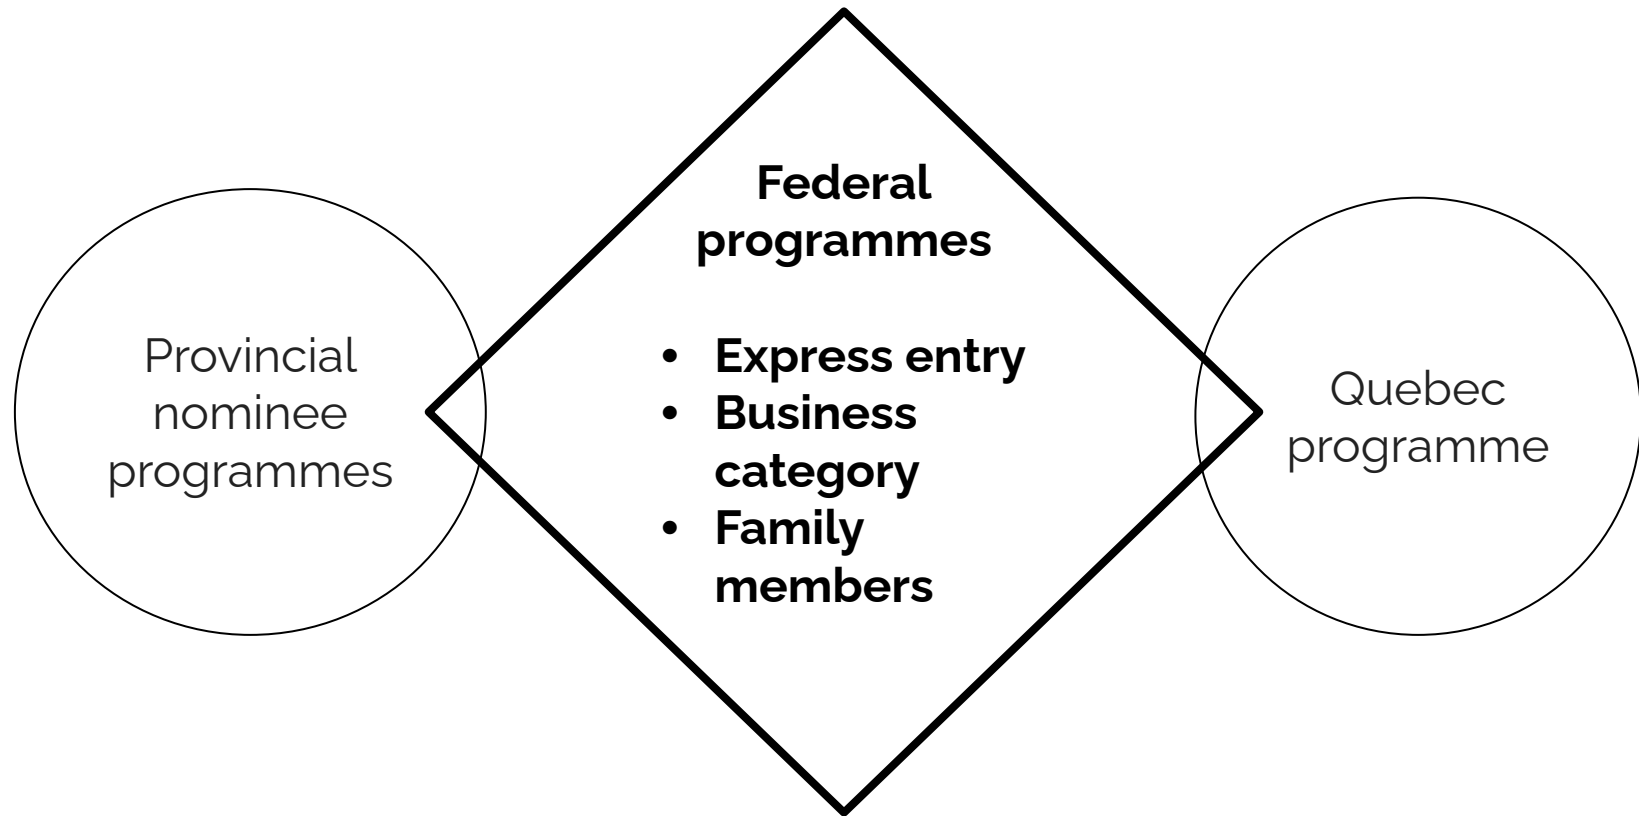 Provincial
nominee
programmes
Federal
programmes
• Express entry
• Business
category
• Family
members
Quebec
programme